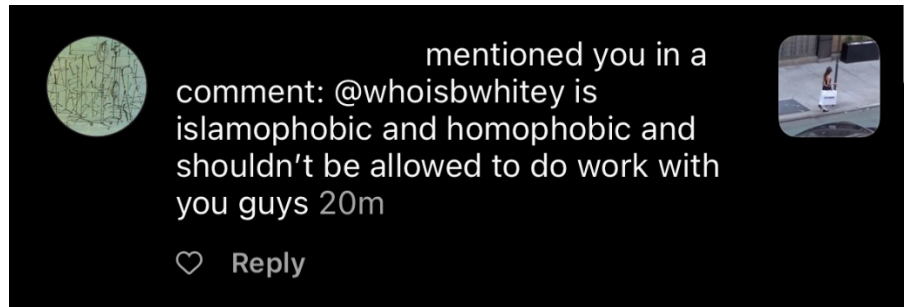 mentioned you in a
comment: @whoisbwhitey is
islamophobic and homophobic and
shouldn't be allowed to do work with
you guys 20m
Reply